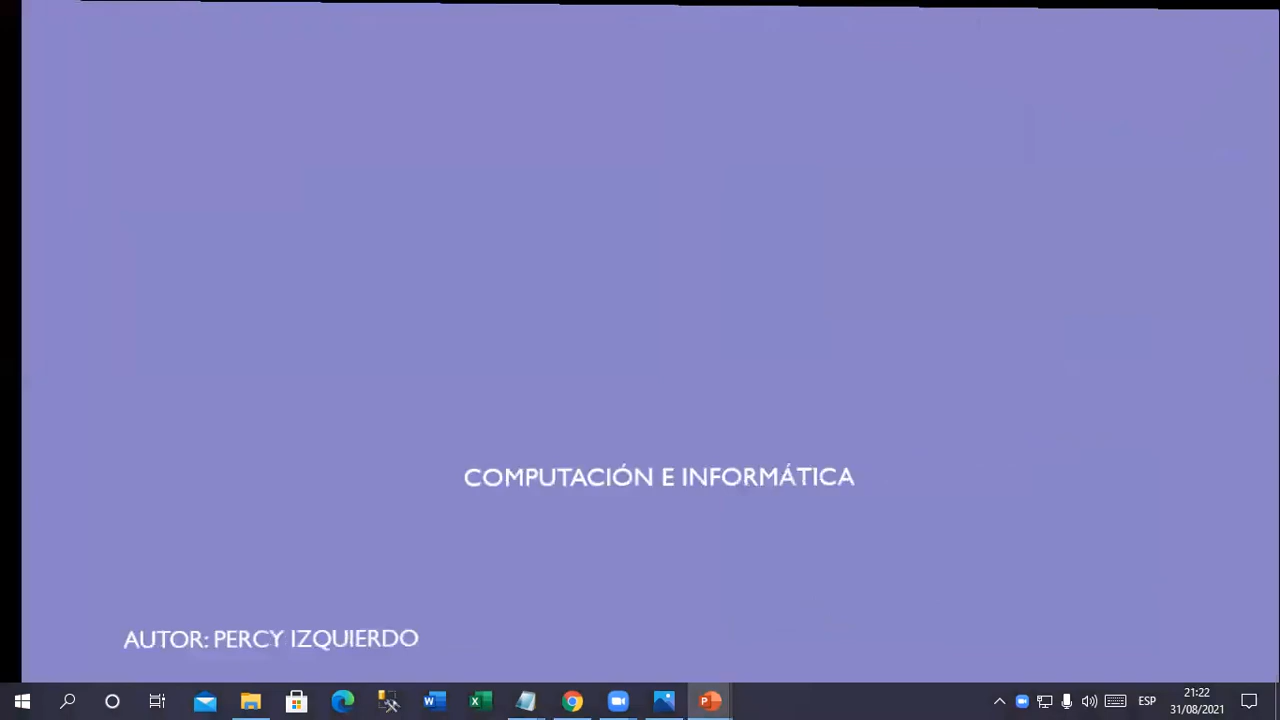 COMPUTACIÓN E INFORMÁTICA
AUTOR: PERCY IZQUIERDO
ESP
21:22
31/08/2021